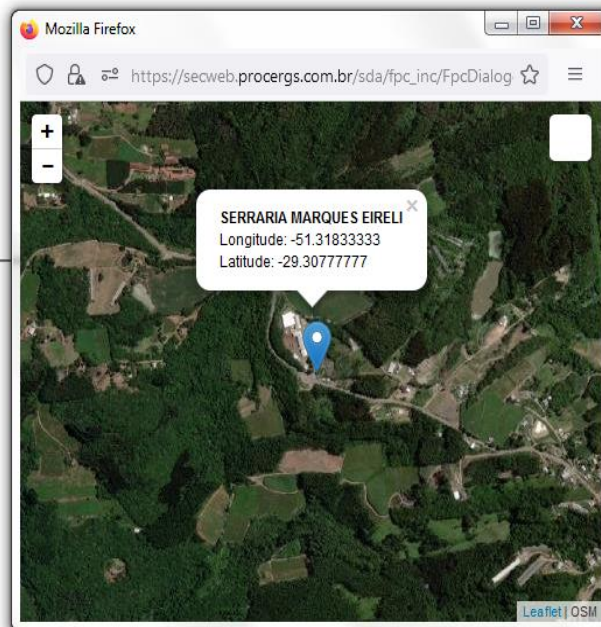 Mozilla Firefox
https://secweb.procergs.com.br/sda/fpc_inc/FpcDialog
+
−
SERRARIA MARQUES EIRELI ×
Longitude: -51.31833333
Latitude: -29.30777777
Leaflet | OSM